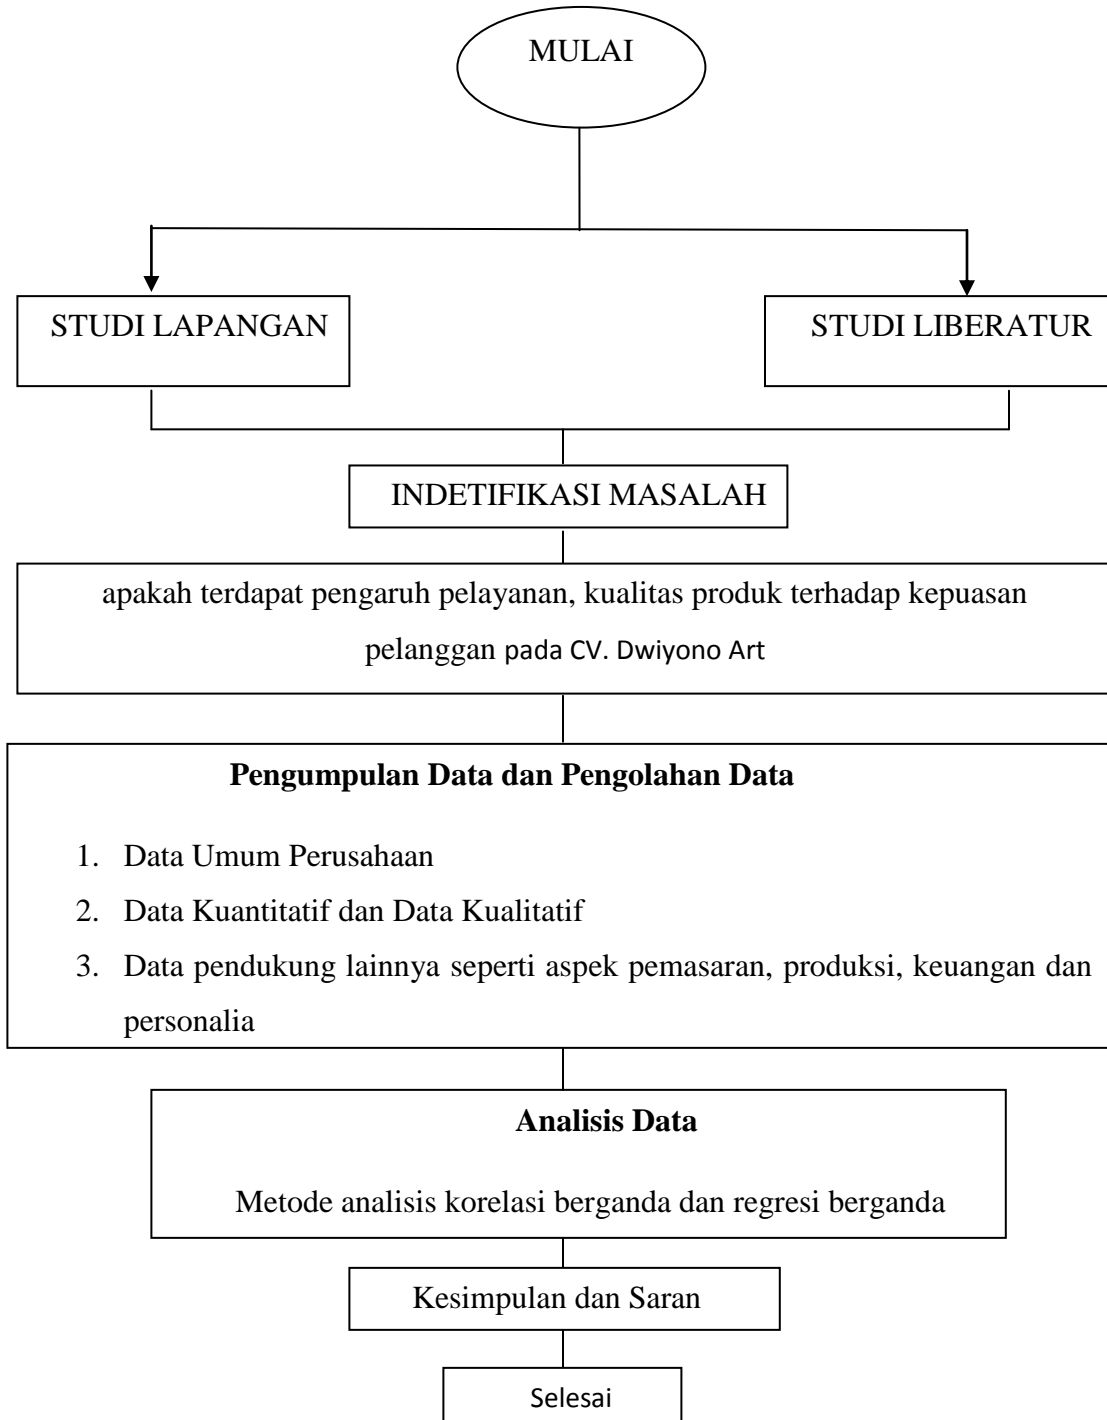 MULAI
STUDI LAPANGAN
STUDI LIBERATUR
INDETIFIKASI MASALAH
apakah terdapat pengaruh pelayanan, kualitas produk terhadap kepuasan
pelanggan pada CV. Dwiyono Art
Pengumpulan Data dan Pengolahan Data
1. Data Umum Perusahaan
2. Data Kuantitatif dan Data Kualitatif
3. Data pendukung lainnya seperti aspek pemasaran, produksi, keuangan dan
personalia
Analisis Data
Metode analisis korelasi berganda dan regresi berganda
Kesimpulan dan Saran
Selesai